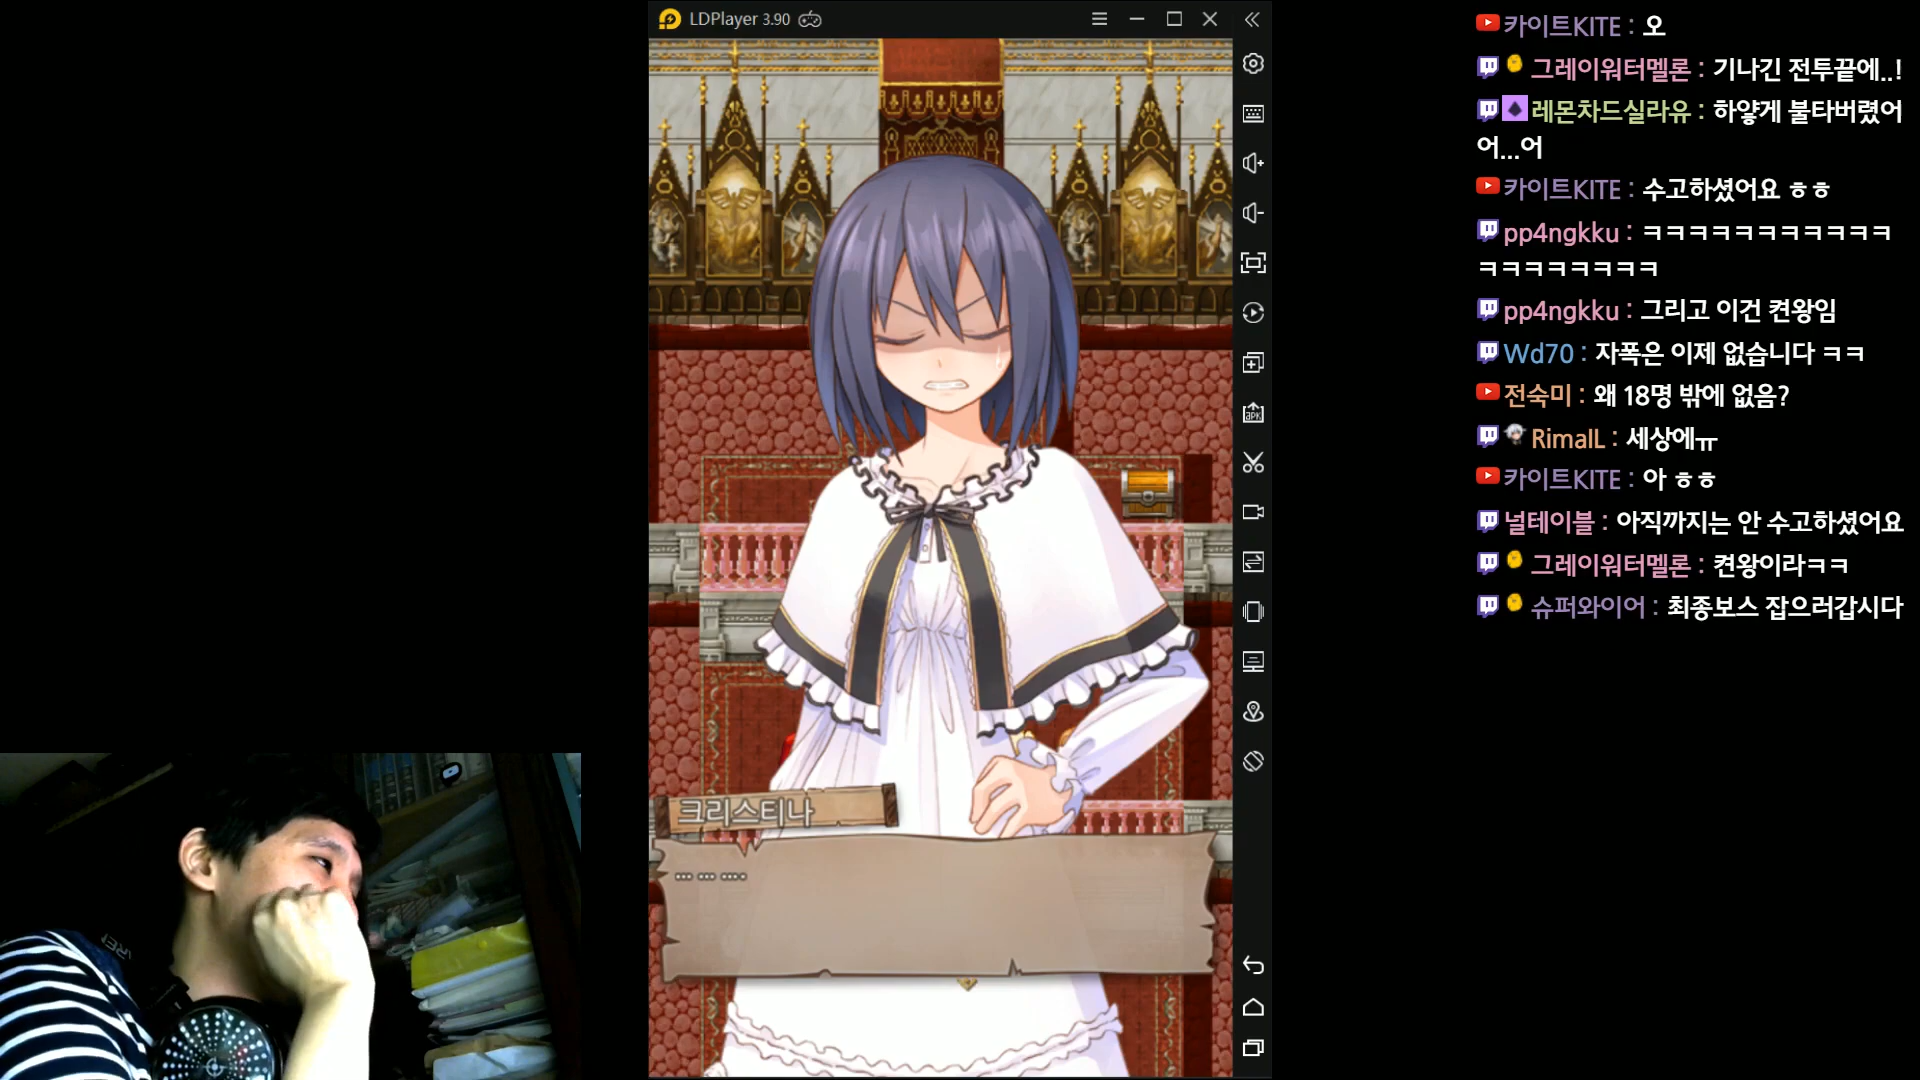 LDPlayer 3.90
크리스티나
... ... ....
카이트KITE : 오
그레이워터멜론 : 기나긴 전투끝에..!
레몬차드실라유 : 하얗게 불타버렸어
어...어
카이트KITE : 수고하셨어요 ㅎㅎ
pp4ngkku : ㅋㅋㅋㅋㅋㅋㅋㅋㅋㅋㅋ
ㅋㅋㅋㅋㅋㅋㅋㅋ
pp4ngkku : 그리고 이건 켠왕임
Wd70 : 자폭은 이제 없습니다 ㅋㅋ
전숙미 : 왜 18명 밖에 없음?
RimaIL : 세상에ㅠ
카이트KITE : 아 ㅎㅎ
널테이블 : 아직까지는 안 수고하셨어요
그레이워터멜론 : 켠왕이라ㅋㅋ
슈퍼와이어 : 최종보스 잡으러갑시다